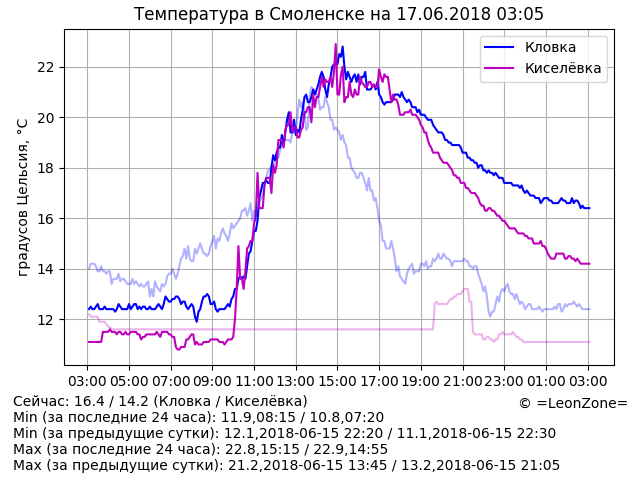 Температура в Смоленске на 17.06.2018 03:05
Кловка
Киселёвка
градусов Цельсия, °C
22
20
18
16
14
12
03:00 05:00 07:00 09:00 11:00 13:00 15:00 17:00 19:00 21:00 23:00 01:00 03:00
Сейчас: 16.4 / 14.2 (Кловка / Киселёвка)
© =LeonZone=
Min (за последние 24 часа): 11.9,08:15 / 10.8,07:20
Min (за предыдущие сутки): 12.1,2018-06-15 22:20 / 11.1,2018-06-15 22:30
Max (за последние 24 часа): 22.8,15:15 / 22.9,14:55
Max (за предыдущие сутки): 21.2,2018-06-15 13:45 / 13.2,2018-06-15 21:05